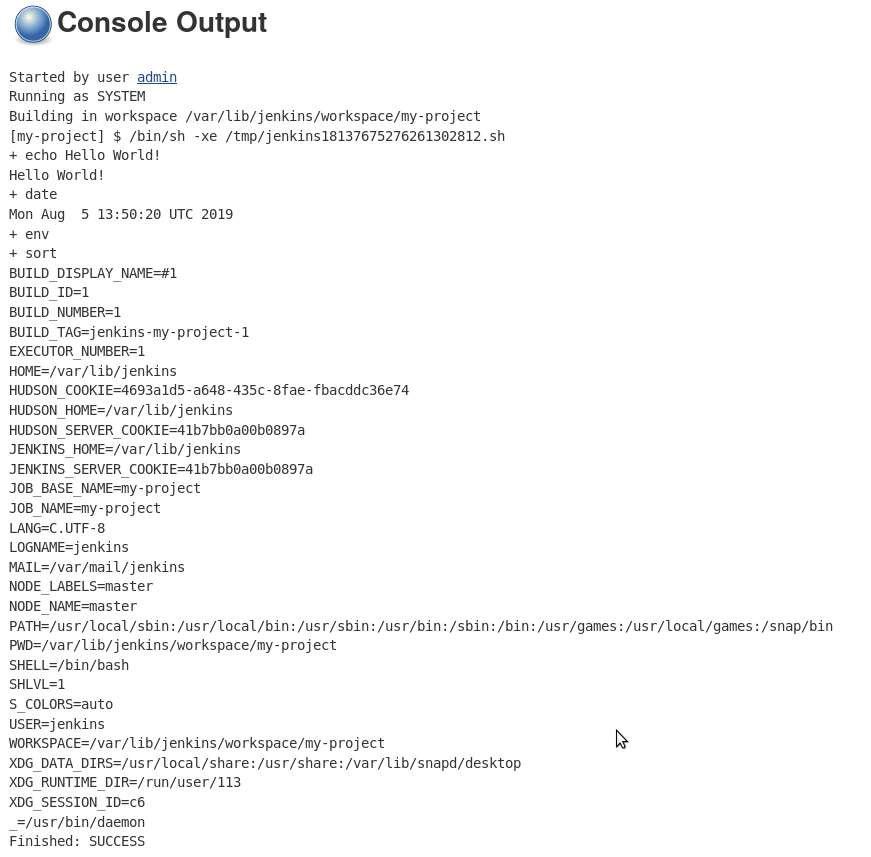 Console Output
Started by user admin
Running as SYSTEM
Building in workspace /var/lib/jenkins/workspace/my-project
[my-project] $ /bin/sh -xe /tmp/jenkins18137675276261302812.sh
+ echo Hello World!
Hello World!
+ date
Mon Aug  5 13:50:20 UTC 2019
+ env
+ sort
BUILD_DISPLAY_NAME=#1
BUILD_ID=1
BUILD_NUMBER=1
BUILD_TAG=jenkins-my-project-1
EXECUTOR_NUMBER=1
HOME=/var/lib/jenkins
HUDSON_COOKIE=4693a1d5-a648-435c-8fae-fbacddc36e74
HUDSON_HOME=/var/lib/jenkins
HUDSON_SERVER_COOKIE=41b7bb0a00b0897a
JENKINS_HOME=/var/lib/jenkins
JENKINS_SERVER_COOKIE=41b7bb0a00b0897a
JOB_BASE_NAME=my-project
JOB_NAME=my-project
LANG=C.UTF-8
LOGNAME=jenkins
MAIL=/var/mail/jenkins
NODE_LABELS=master
NODE_NAME=master
PATH=/usr/local/sbin:/usr/local/bin:/usr/sbin:/usr/bin:/sbin:/bin:/usr/games:/usr/local/games:/snap/bin
PWD=/var/lib/jenkins/workspace/my-project
SHELL=/bin/bash
SHLVL=1
S_COLORS=auto
USER=jenkins
WORKSPACE=/var/lib/jenkins/workspace/my-project
XDG_DATA_DIRS=/usr/local/share:/usr/share:/var/lib/snapd/desktop
XDG_RUNTIME_DIR=/run/user/113
XDG_SESSION_ID=c6
_=/usr/bin/daemon
Finished: SUCCESS